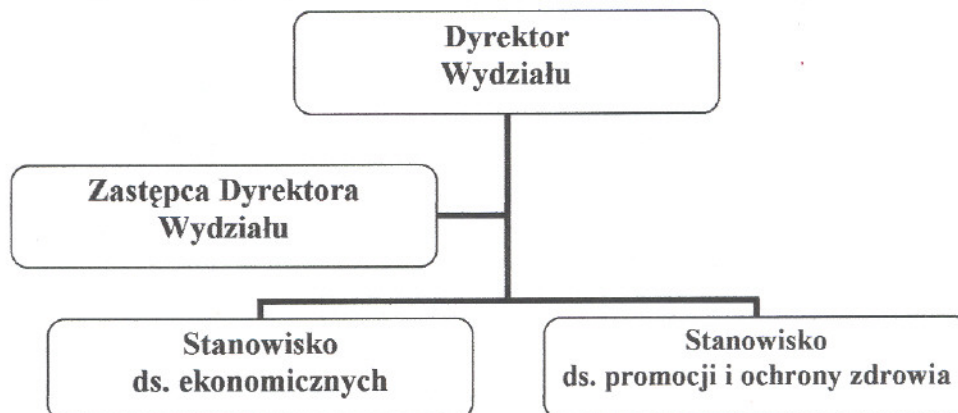 Dyrektor
Wydziału
Zastępca Dyrektora
Wydziału
Stanowisko
ds. ekonomicznych
Stanowisko
ds. promocji i ochrony zdrowia